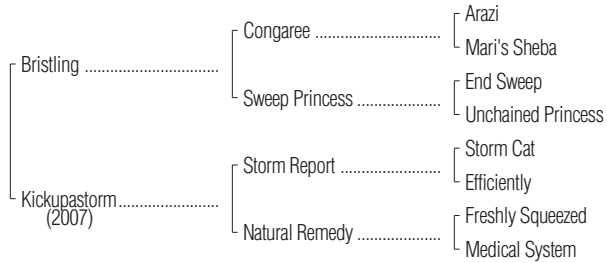 Arazi
Congaree
Mari's Sheba
Bristling
End Sweep
Sweep Princess
Unchained Princess
Storm Cat
Storm Report
Efficiently
Kickupastorm
(2007)
Freshly Squeezed
Natural Remedy
Medical System